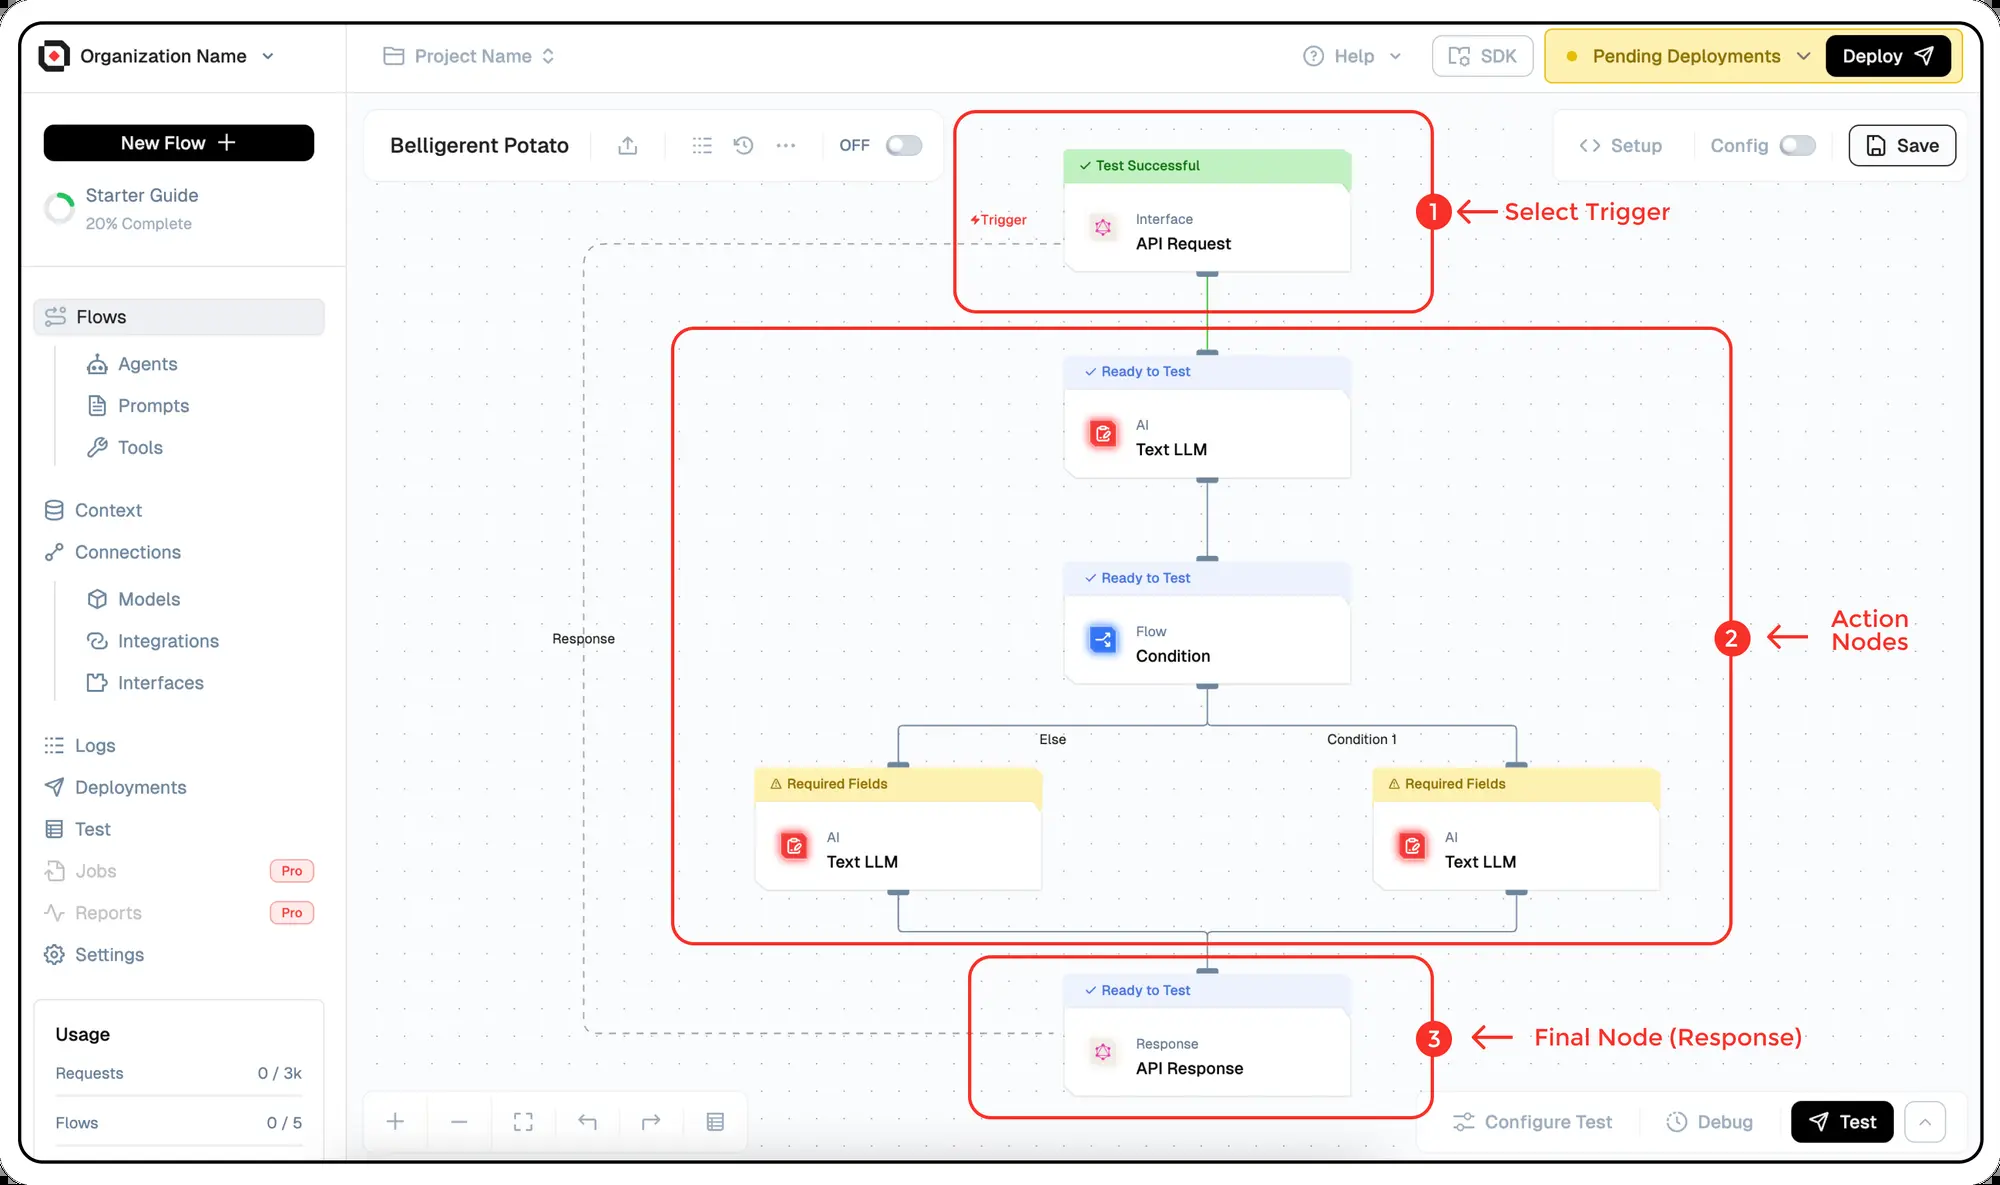 Organization Name
Project Name
Help
SDK
Pending Deployments
Deploy
New Flow
Starter Guide
20% Complete
Flows
Agents
Prompts
Tools
Context
Connections
Models
Integrations
Interfaces
Logs
Deployments
Test
Jobs Pro
Reports Pro
Settings
Usage
Requests 0 / 3k
Flows 0 / 5
Belligerent Potato
OFF
Setup
Config
Save
Test Successful
Trigger
Interface
API Request
1
Select Trigger
Ready to Test
AI
Text LLM
Ready to Test
Flow
Condition
Response
2
Action
Nodes
Else
Condition 1
Required Fields
AI
Text LLM
Required Fields
AI
Text LLM
Ready to Test
Response
API Response
3
Final Node (Response)
Configure Test
Debug
Test